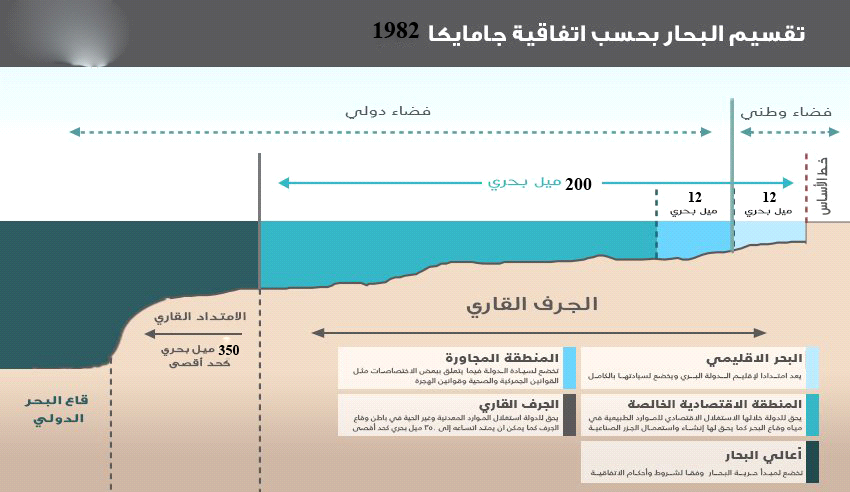 تقسيم البحار بحسب اتفاقية جامايكا 1982
فضاء وطني
فضاء دولي
خط الأساس
200 ميل بحري
12
ميل بحري
12
ميل بحري
الجرف القاري
الامتداد القاري
350 ميل بحري
كحد أقصى
قاع البحر
الدولي
البحر الاقليمي
يعد امتدادا لإقليم الدولة البري ويخضع لسيادتها بالكامل
المنطقة المجاورة
تخضع لسيادة الدولة فيما يتعلق ببعض الاختصاصات مثل
القوانين الجمركية والصحية وقوانين الهجرة
المنطقة الاقتصادية الخالصة
يحق للدولة خلالها الاستغلال الاقتصادي للموارد الطبيعية في
مياه وقاع البحر كما يحق لها إنشاء واستعمال الجزر الصناعية
الجرف القاري
يحق للدولة استغلال الموارد المعدنية وغير الحية في باطن وقاع
الجرف كما يمكن ان يمتد اتساعه إلى ٣٥٠ ميل بحري كحد أقصى
أعالي البحار
تخضع لمبدأ حرية البحار وفقا لشروط وأحكام الاتفاقية